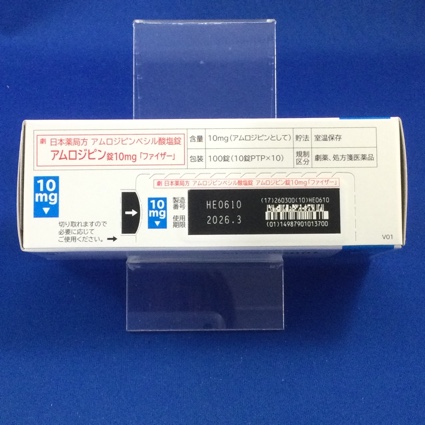 劇 日本薬局方 アムロジピンベシル酸塩錠
アムロジピン錠10mg「ファイザー」
含量 10mg(アムロジピンとして) 貯法 室温保存
包装 100錠(10錠PTP×10) 規制区分 劇薬、処方箋医薬品
10mg
切り取れますので
必要に応じて
ご使用ください。
劇 日本薬局方 アムロジピンベシル酸塩錠 アムロジピン錠10mg「ファイザー」
10mg
製造番号 HE0610
使用期限 2026.3
(17)260300(10)HE0610
(01)14987901013700
V01